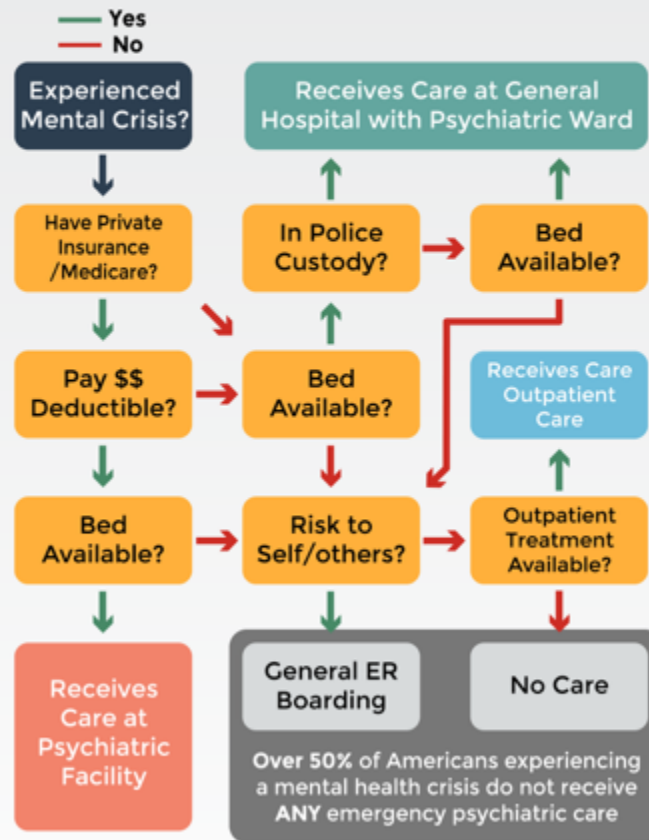 Yes
No
Experienced
Mental Crisis?
Receives Care at General
Hospital with Psychiatric Ward
Have Private
Insurance
/Medicare?
In Police
Custody?
Bed
Available?
Pay $$
Deductible?
Bed
Available?
Receives Care
Outpatient
Care
Bed
Available?
Risk to
Self/others?
Outpatient
Treatment
Available?
Receives
Care at
Psychiatric
Facility
General ER
Boarding
No Care
Over 50% of Americans experiencing
a mental health crisis do not receive
ANY emergency psychiatric care